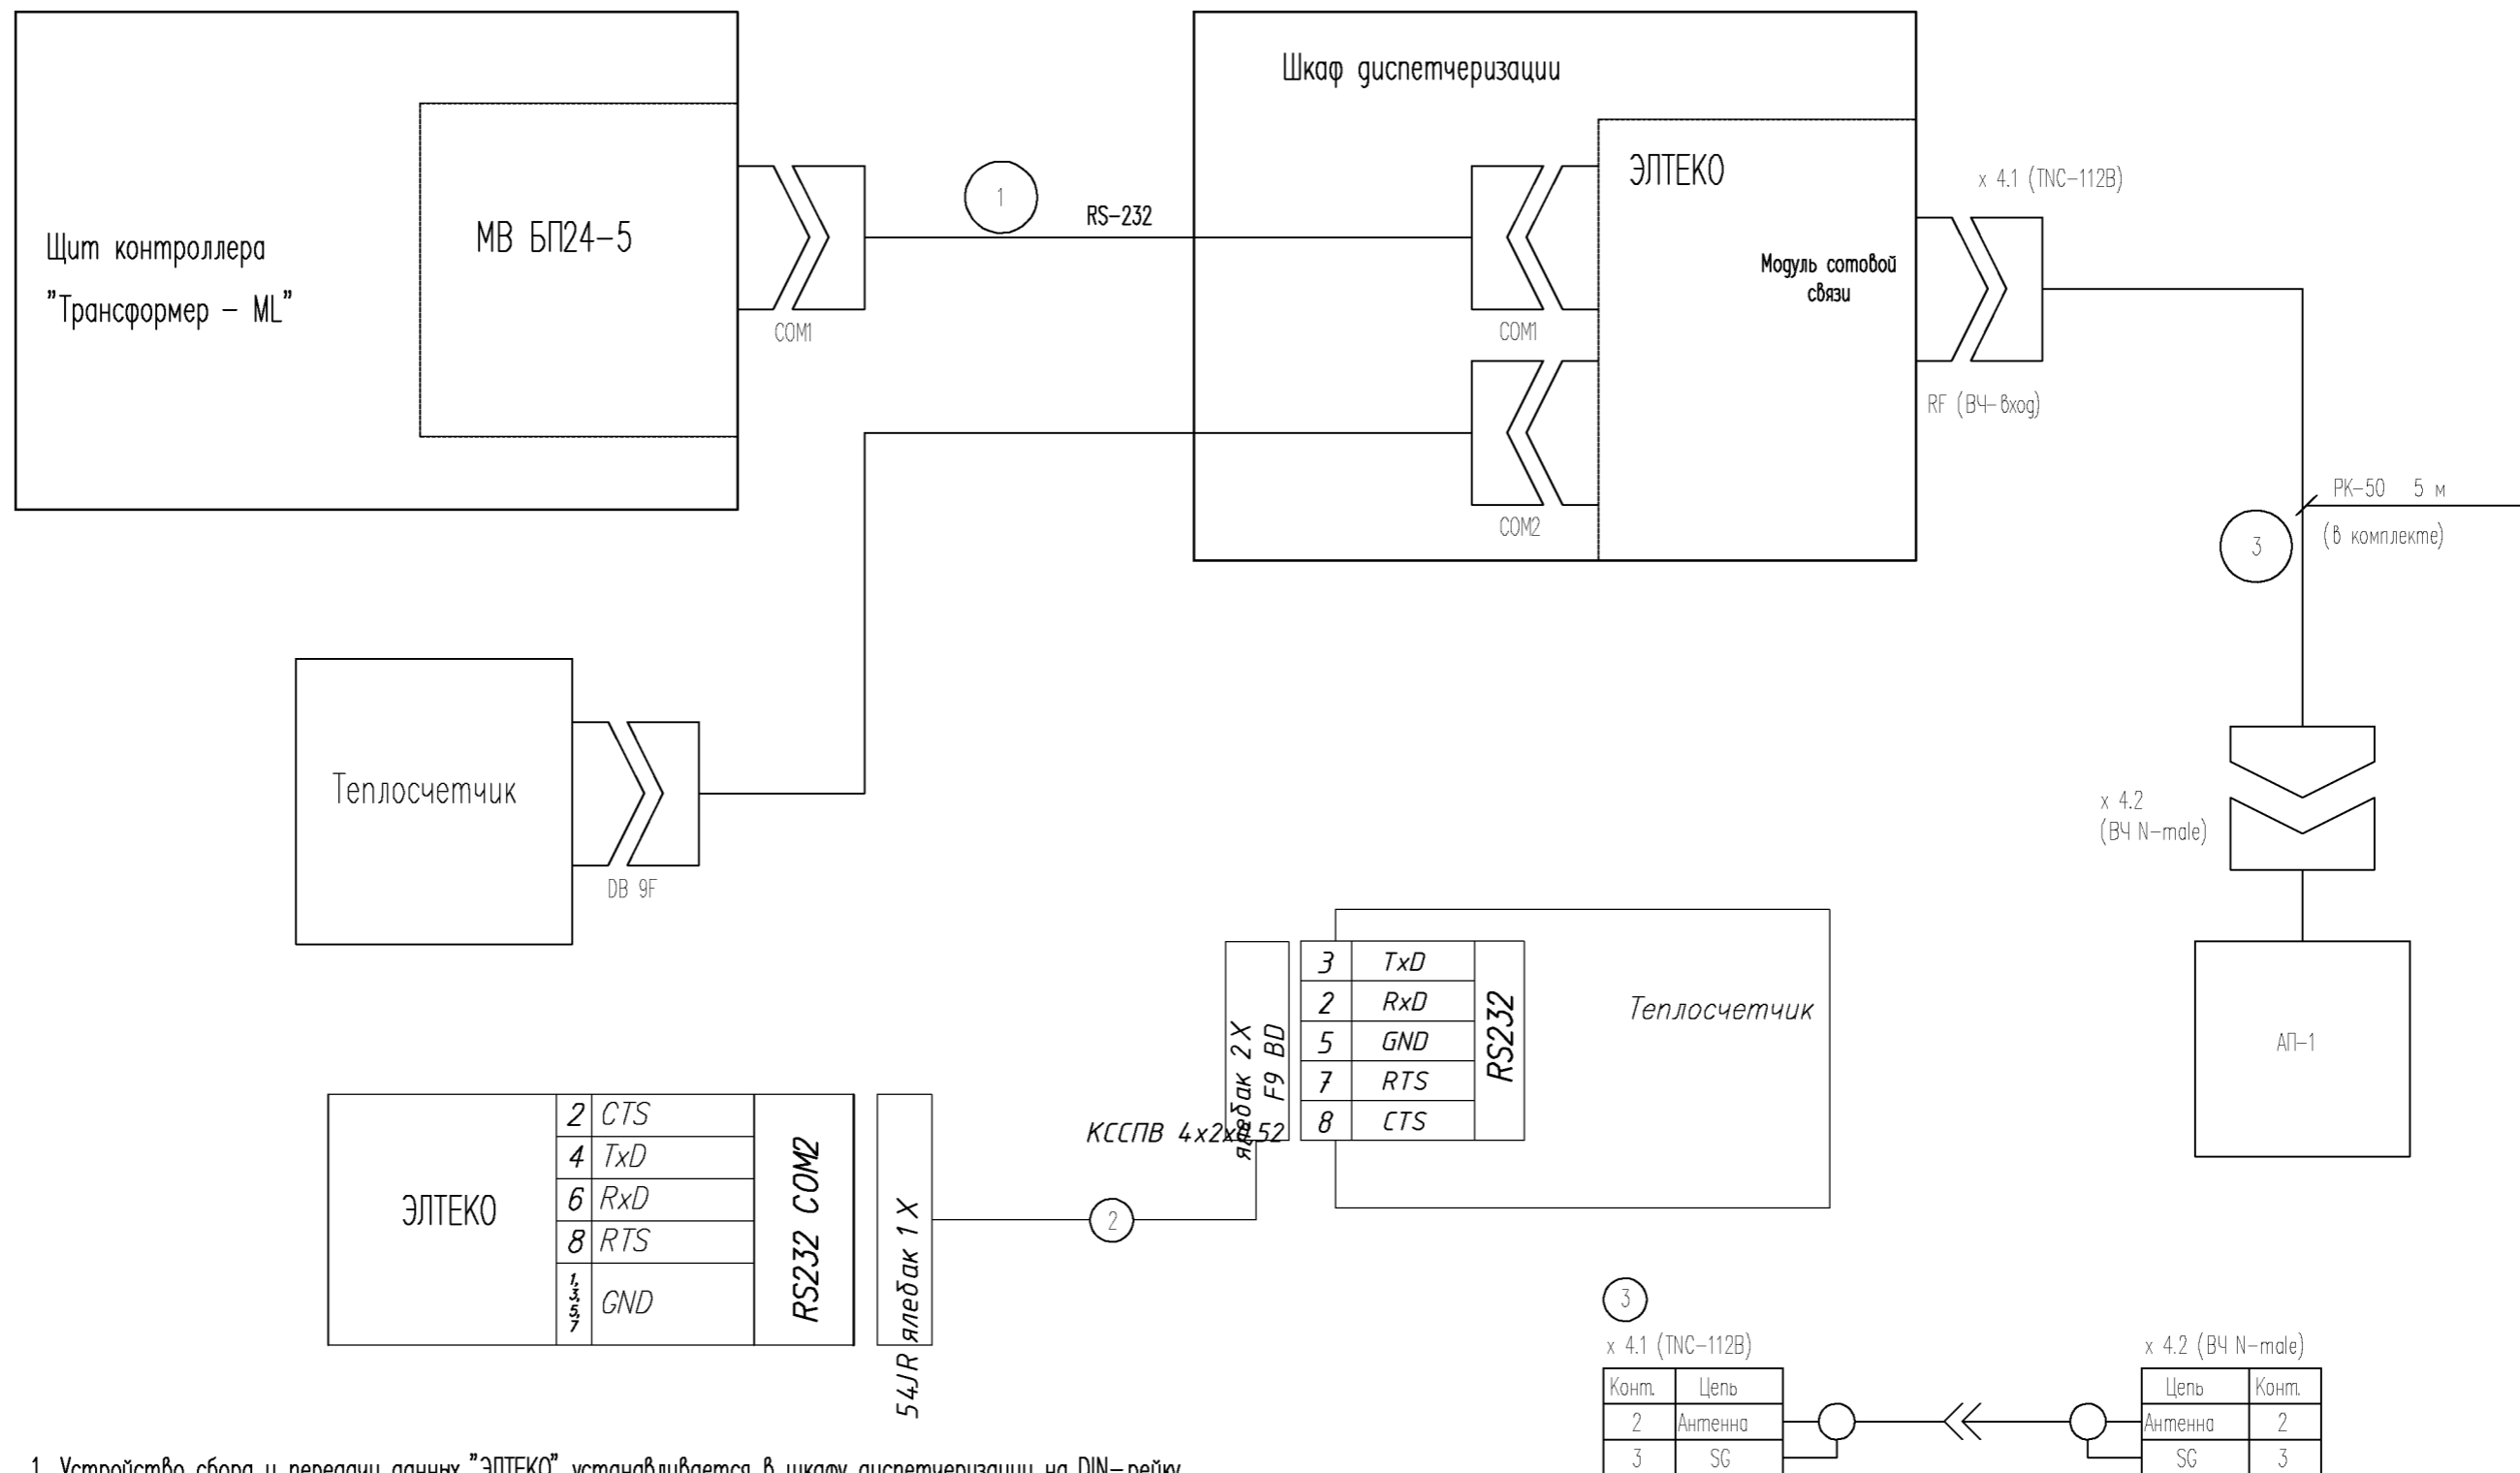 Шкаф диспетчеризации
Щит контроллера
"Трансформер – ML"
МВ БП24-5
COM1
1
RS-232
COM1
COM2
ЭЛТЕКО
Модуль сотовой
связи
x 4.1 (TNC-112В)
RF (ВЧ-вход)
РК-50 5 м
(в комплекте)
3
Теплосчетчик
DB 9F
x 4.2
(ВЧ N-male)
АП-1
ялебак 2 X
F9 BD
3 TxD
2 RxD
5 GND
7 RTS
8 CTS
RS232
Теплосчетчик
КССПВ 4x2x0.52
ЭЛТЕКО
2 CTS
4 TxD
6 RxD
8 RTS
1, 3, 5, 7 GND
RS232 COM2
54JR ялебак 1 X
2
3
x 4.1 (TNC-112В)
Конт. Цепь
2 Антенна
3 SG
x 4.2 (ВЧ N-male)
Цепь Конт.
Антенна 2
SG 3
1. Устройство сбора и передачи данных "ЭЛТЕКО" устанавливается в шкафу диспетчеризации на DIN-рейку